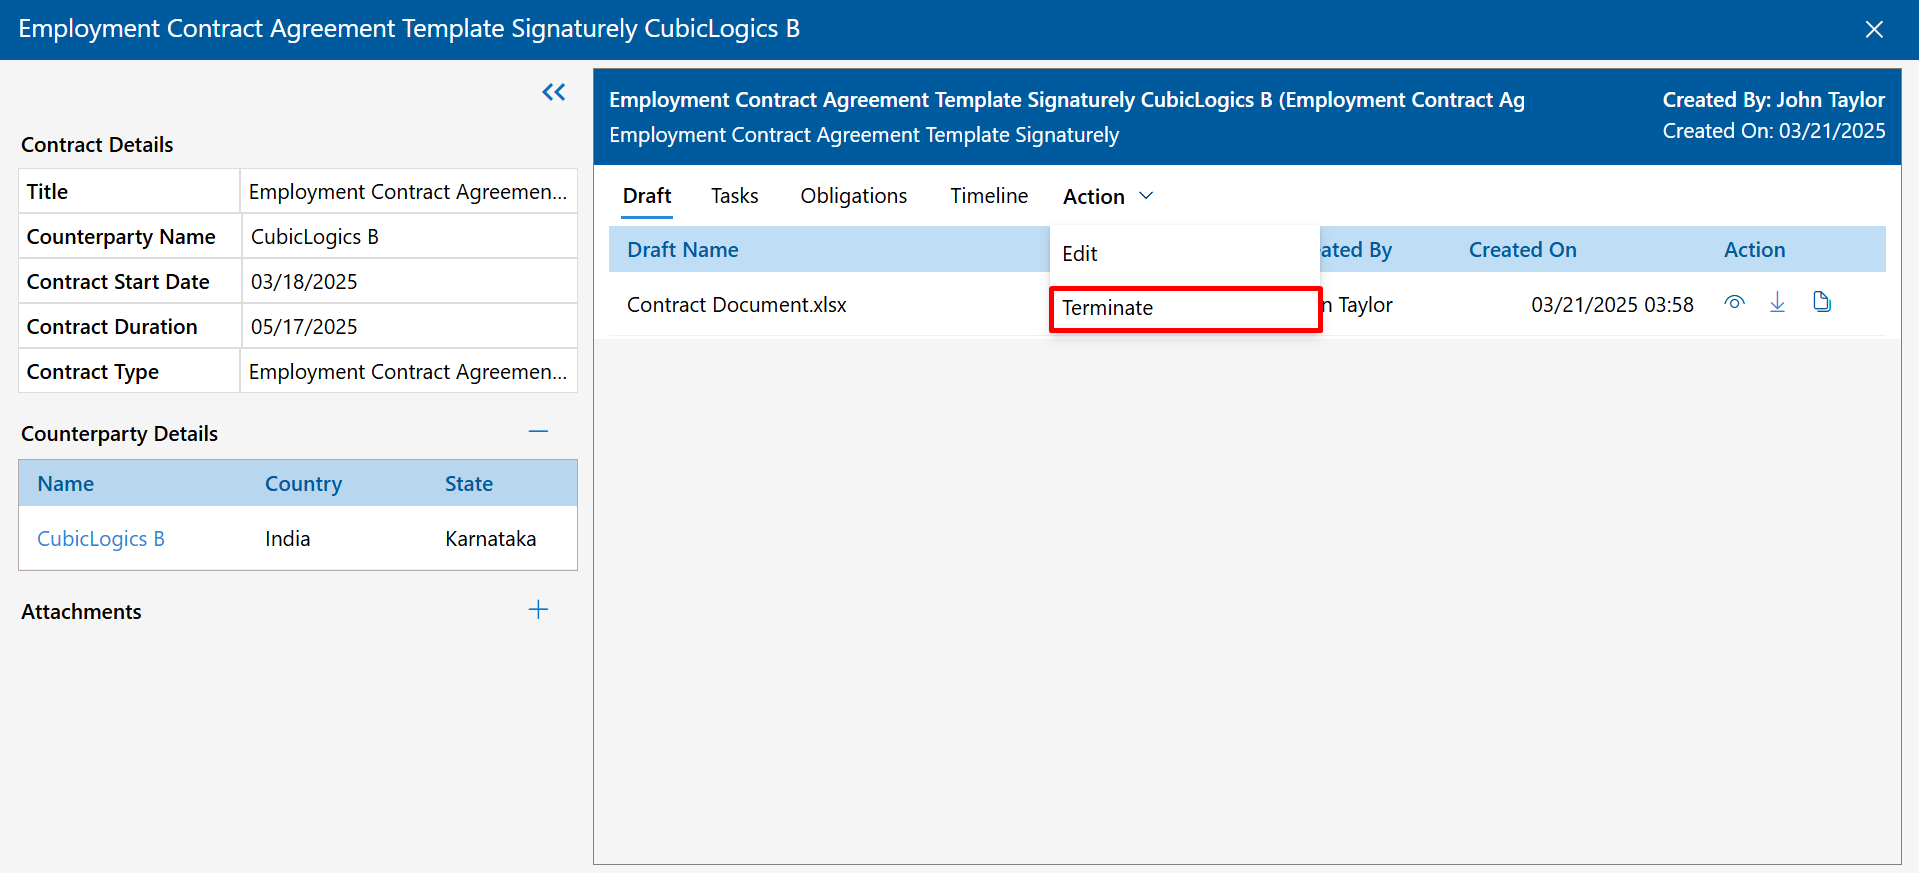 Employment Contract Agreement Template Signaturely CubicLogics B
Contract Details
Title Employment Contract Agreemen...
Counterparty Name CubicLogics B
Contract Start Date 03/18/2025
Contract Duration 05/17/2025
Contract Type Employment Contract Agreemen...
Counterparty Details
Name Country State
CubicLogics B India Karnataka
Attachments
Employment Contract Agreement Template Signaturely CubicLogics B (Employment Contract Ag
Employment Contract Agreement Template Signaturely
Created By: John Taylor
Created On: 03/21/2025
Draft Tasks Obligations Timeline Action
Edit
Terminate
Draft Name ated By Created On Action
Contract Document.xlsx n Taylor 03/21/2025 03:58